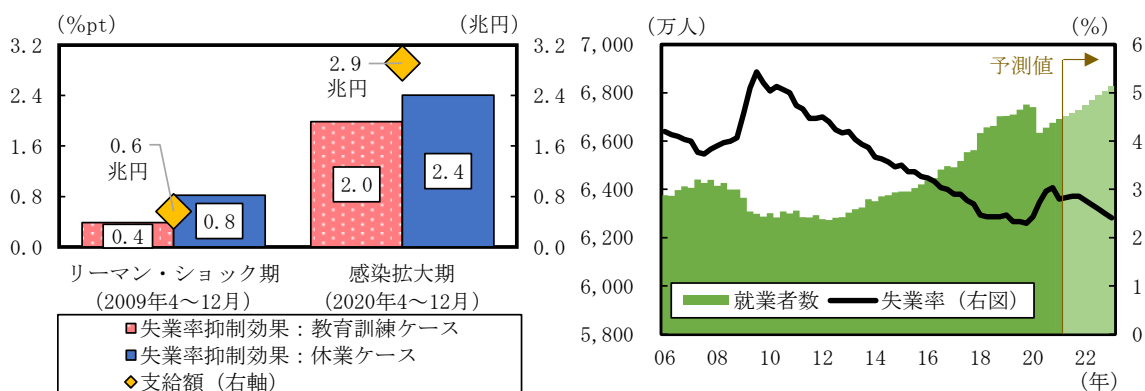 (%pt)
(兆円)
3.2
2.4
1.6
0.8
0.0
3.2
2.4
1.6
0.8
0.0
2.9
兆円
0.6
兆円
0.4
0.8
2.0
2.4
リーマン・ショック期
(2009年4～12月)
感染拡大期
(2020年4～12月)
失業率抑制効果：教育訓練ケース
失業率抑制効果：休業ケース
支給額（右軸）
(万人)
(%)
7,000
6,800
6,600
6,400
6,200
6,000
5,800
6
5
4
3
2
1
0
予測値
就業者数
失業率（右図）
06 08 10 12 14 16 18 20 22
(年)